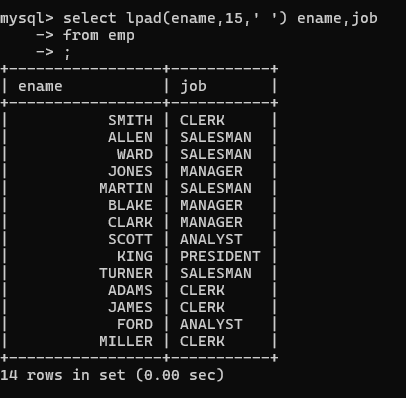 mysql> select lpad(ename,15,' ') ename,job
    -> from emp
    -> ;
+-----------------+-----------+
| ename           | job       |
+-----------------+-----------+
|           SMITH | CLERK     |
|           ALLEN | SALESMAN  |
|            WARD | SALESMAN  |
|           JONES | MANAGER   |
|          MARTIN | SALESMAN  |
|           BLAKE | MANAGER   |
|           CLARK | MANAGER   |
|           SCOTT | ANALYST   |
|            KING | PRESIDENT |
|          TURNER | SALESMAN  |
|           ADAMS | CLERK     |
|           JAMES | CLERK     |
|            FORD | ANALYST   |
|          MILLER | CLERK     |
+-----------------+-----------+
14 rows in set (0.00 sec)